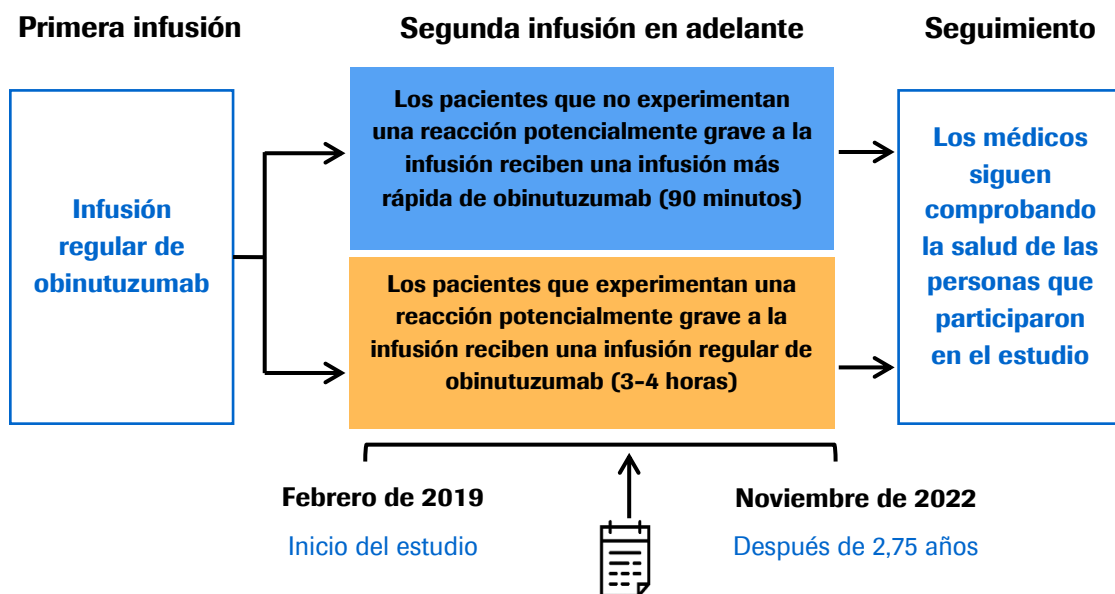 Primera infusión
Segunda infusión en adelante
Seguimiento
Infusión
regular de
obinutuzumab
Los pacientes que no experimentan
una reacción potencialmente grave a la
infusión reciben una infusión más
rápida de obinutuzumab (90 minutos)
Los pacientes que experimentan una
reacción potencialmente grave a la
infusión reciben una infusión regular de
obinutuzumab (3-4 horas)
Los médicos
siguen
comprobando
la salud de las
personas que
participaron
en el estudio
Febrero de 2019
Inicio del estudio
Noviembre de 2022
Después de 2,75 años